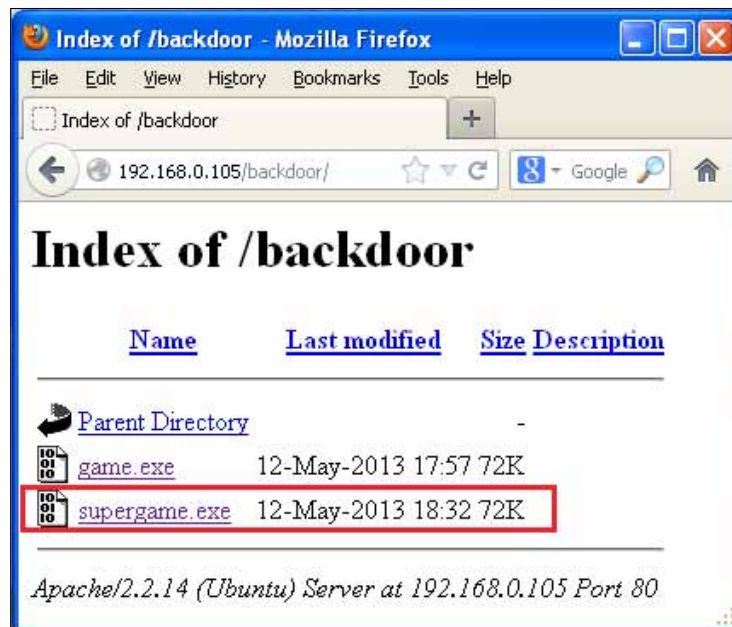 Index of /backdoor - Mozilla Firefox
File Edit View History Bookmarks Tools Help
Index of /backdoor
192.168.0.105/backdoor/ Google
Index of /backdoor
Name Last modified Size Description
Parent Directory -
game.exe 12-May-2013 17:57 72K
supergame.exe 12-May-2013 18:32 72K
Apache/2.2.14 (Ubuntu) Server at 192.168.0.105 Port 80